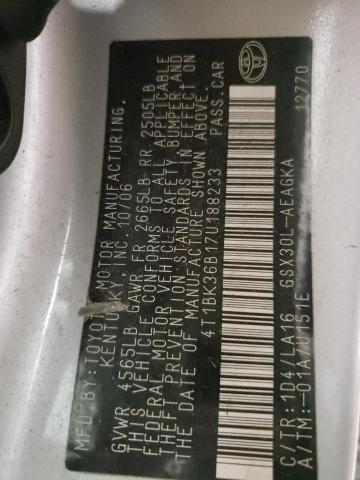 MFD. BY: TOYOTA MOTOR MANUFACTURING,
KENTUCKY, INC. 10/06
GVWR 4565LB GAWR FR 2665LB RR 2505LB
THIS VEHICLE CONFORMS TO ALL APPLICABLE
FEDERAL MOTOR VEHICLE SAFETY, BUMPER, AND
THEFT PREVENTION STANDARDS IN EFFECT ON
THE DATE OF MANUFACTURE SHOWN ABOVE.
4T1BK36B17U188233 PASS. CAR
C/TR: 1D4/LA16 GSX30L-AEAGKA
A/TM: -01A/U151E 12770